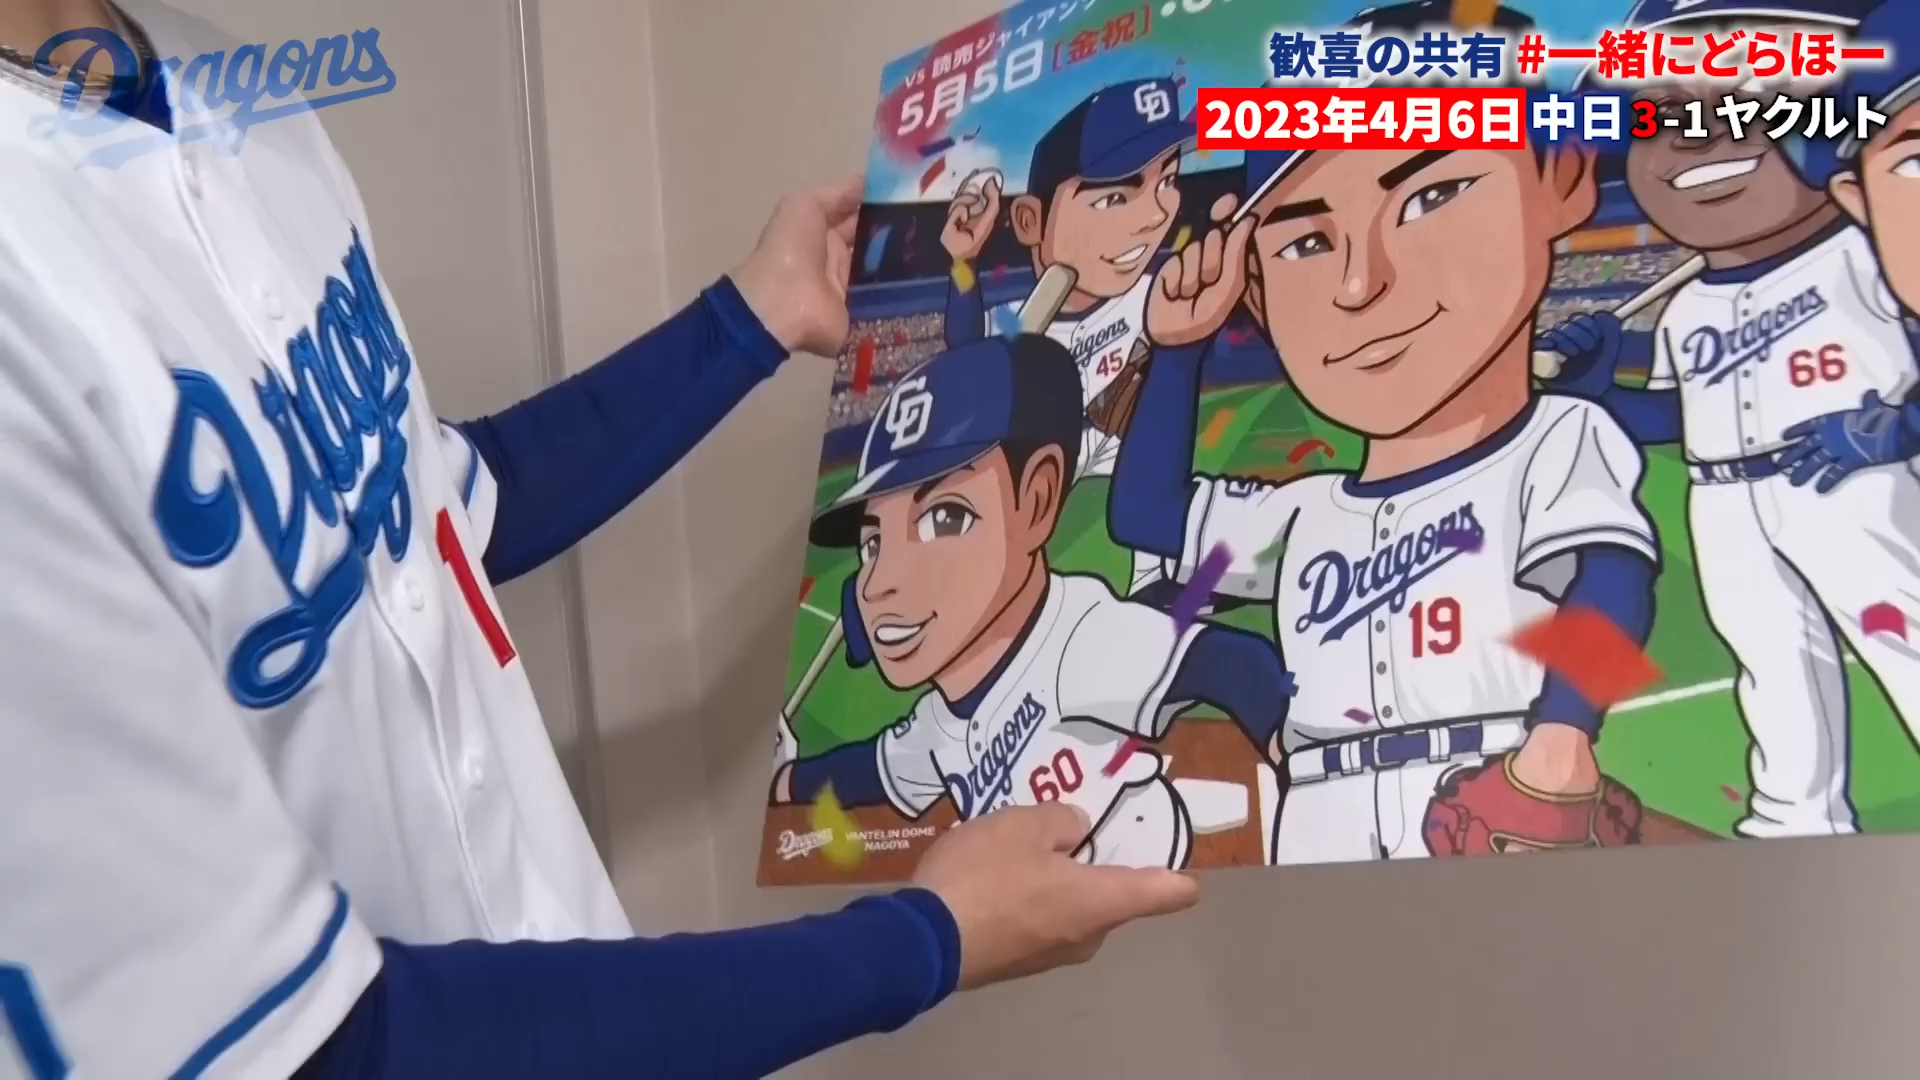 Dragons
歓喜の共有 #一緒にどらほー
2023年4月6日 中日 3-1 ヤクルト
vs 読売ジャイアンツ
5月5日[金祝]
Dragons
Dragons
19
Dragons
66
45
Dragons
60
Dragons
VANTELIN DOME
NAGOYA